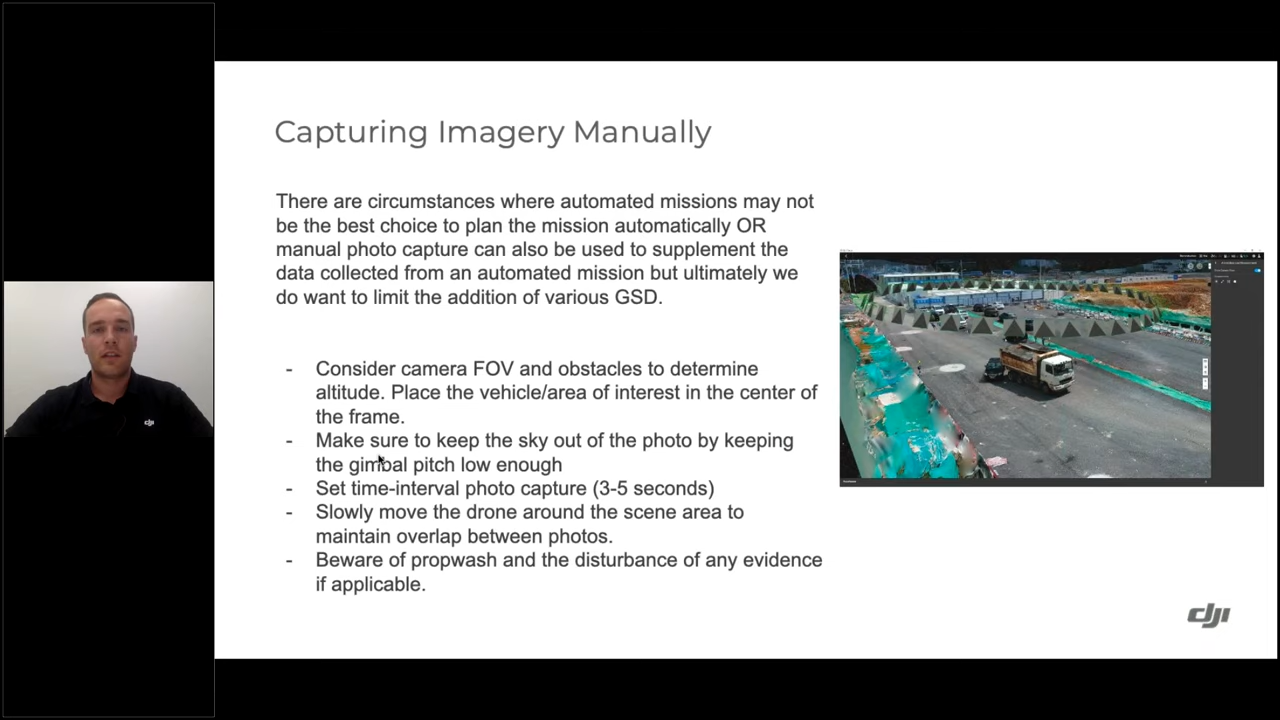 Capturing Imagery Manually
There are circumstances where automated missions may not
be the best choice to plan the mission automatically OR
manual photo capture can also be used to supplement the
data collected from an automated mission but ultimately we
do want to limit the addition of various GSD.
- Consider camera FOV and obstacles to determine
altitude. Place the vehicle/area of interest in the center of
the frame.
- Make sure to keep the sky out of the photo by keeping
the gimbal pitch low enough
- Set time-interval photo capture (3-5 seconds)
- Slowly move the drone around the scene area to
maintain overlap between photos.
- Beware of propwash and the disturbance of any evidence
if applicable.
dji
dji